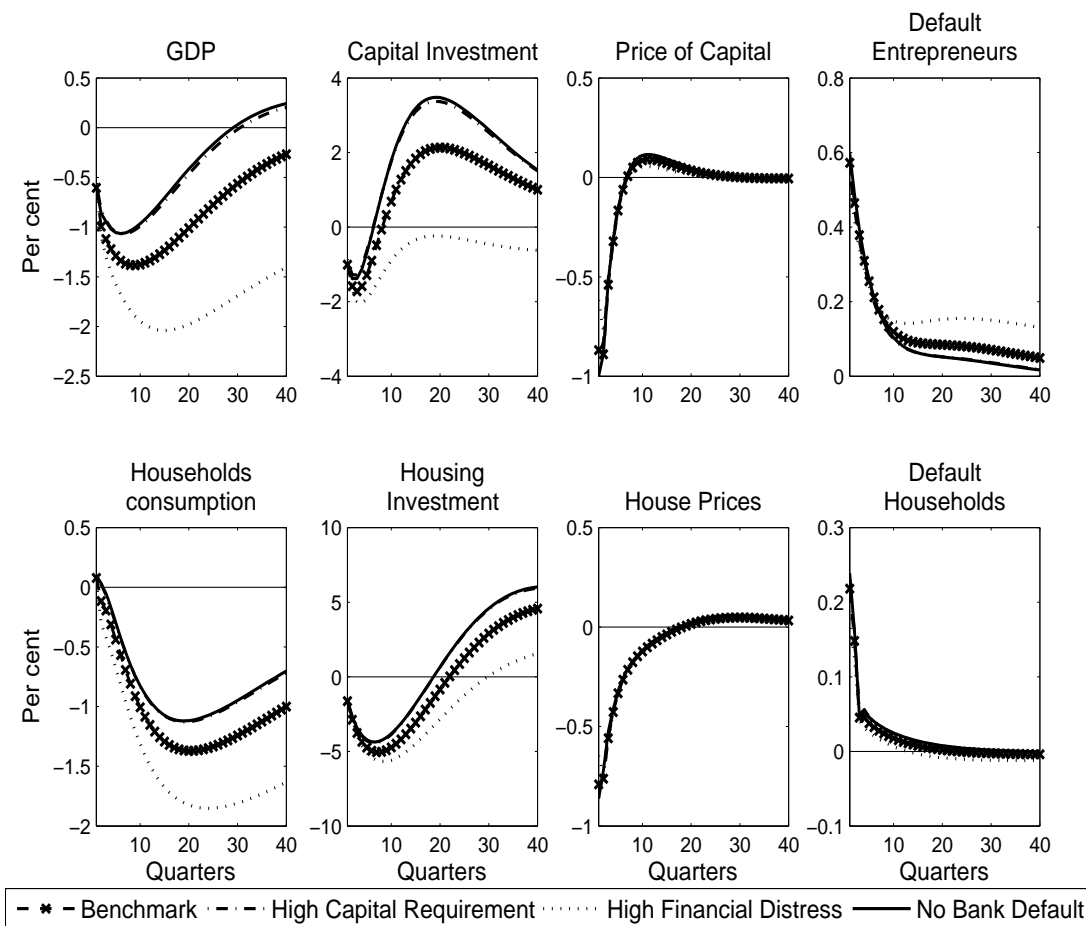 GDP
Capital Investment
Price of Capital
Default
Entrepreneurs
Per cent
0.5
0
−0.5
−1
−1.5
−2
−2.5
10 20 30 40
4
2
0
−2
−4
10 20 30 40
0.5
0
−0.5
−1
10 20 30 40
0.8
0.6
0.4
0.2
0
10 20 30 40
Households
consumption
Housing
Investment
House Prices
Default
Households
Per cent
0.5
0
−0.5
−1
−1.5
−2
10 20 30 40
Quarters
10
5
0
−5
−10
10 20 30 40
Quarters
0.5
0
−0.5
−1
10 20 30 40
Quarters
0.3
0.2
0.1
0
−0.1
10 20 30 40
Quarters
Benchmark High Capital Requirement High Financial Distress No Bank Default